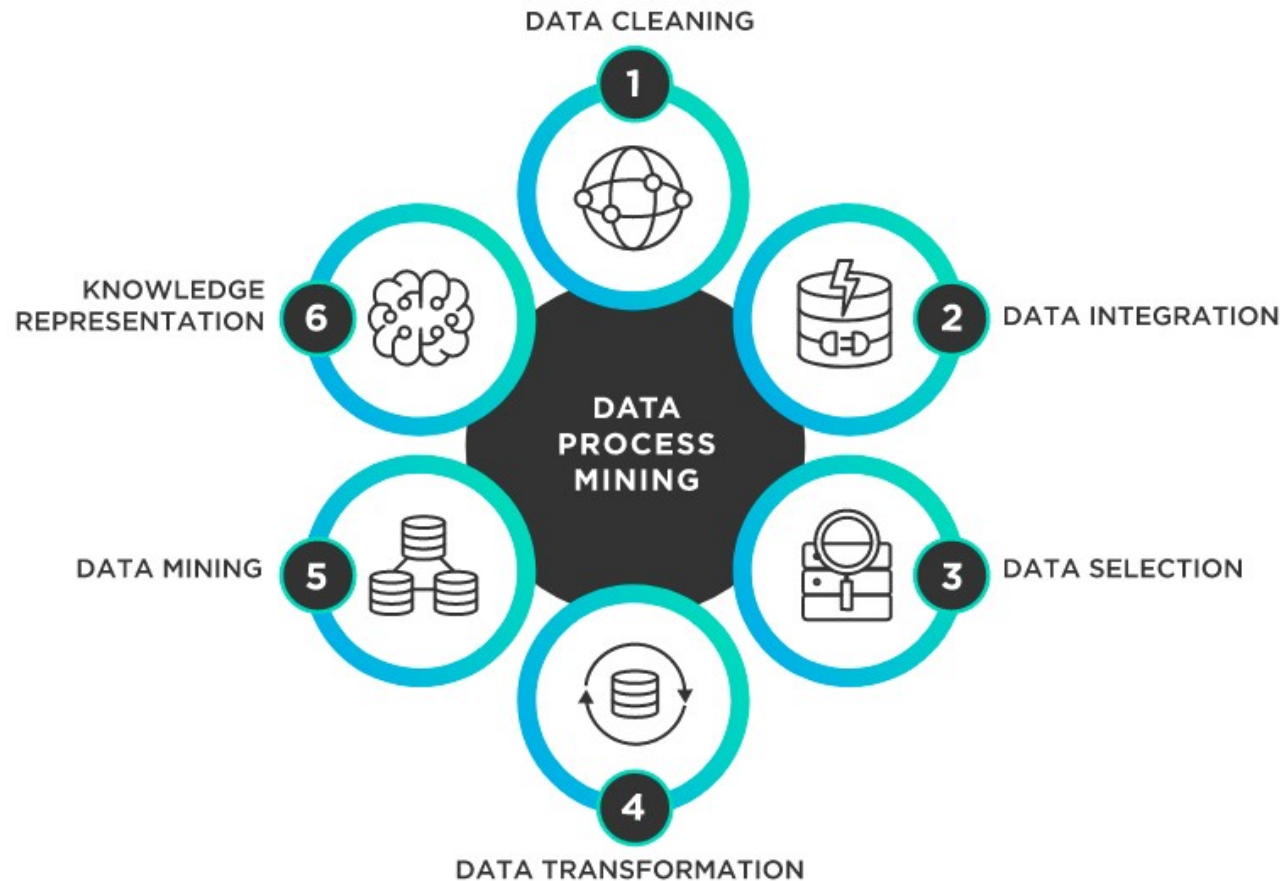 DATA CLEANING
1
2
DATA INTEGRATION
3
DATA SELECTION
4
DATA TRANSFORMATION
5
DATA MINING
6
KNOWLEDGE
REPRESENTATION
DATA
PROCESS
MINING